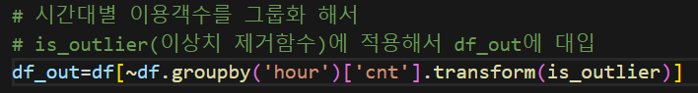 # 시간대별 이용객수를 그룹화 해서
# is_outlier(이상치 제거함수)에 적용해서 df_out에 대입
df_out=df[~df.groupby('hour')['cnt'].transform(is_outlier)]